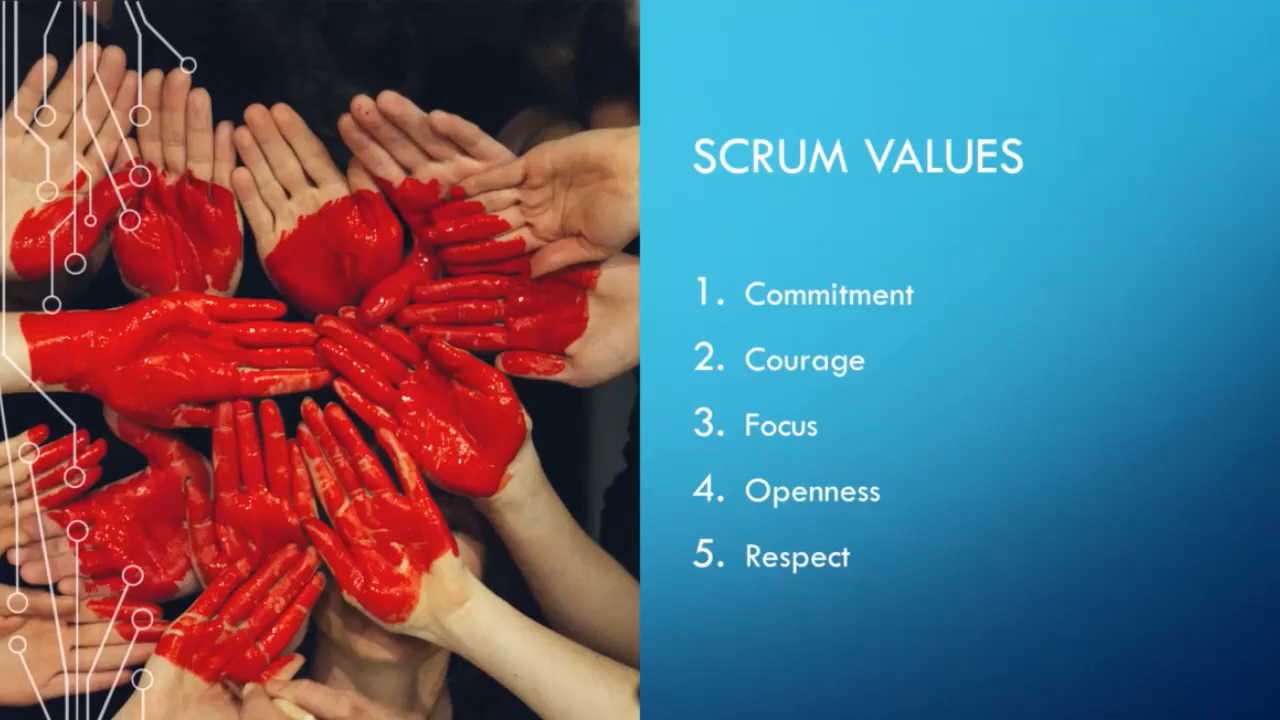 SCRUM VALUES
1. Commitment
2. Courage
3. Focus
4. Openness
5. Respect